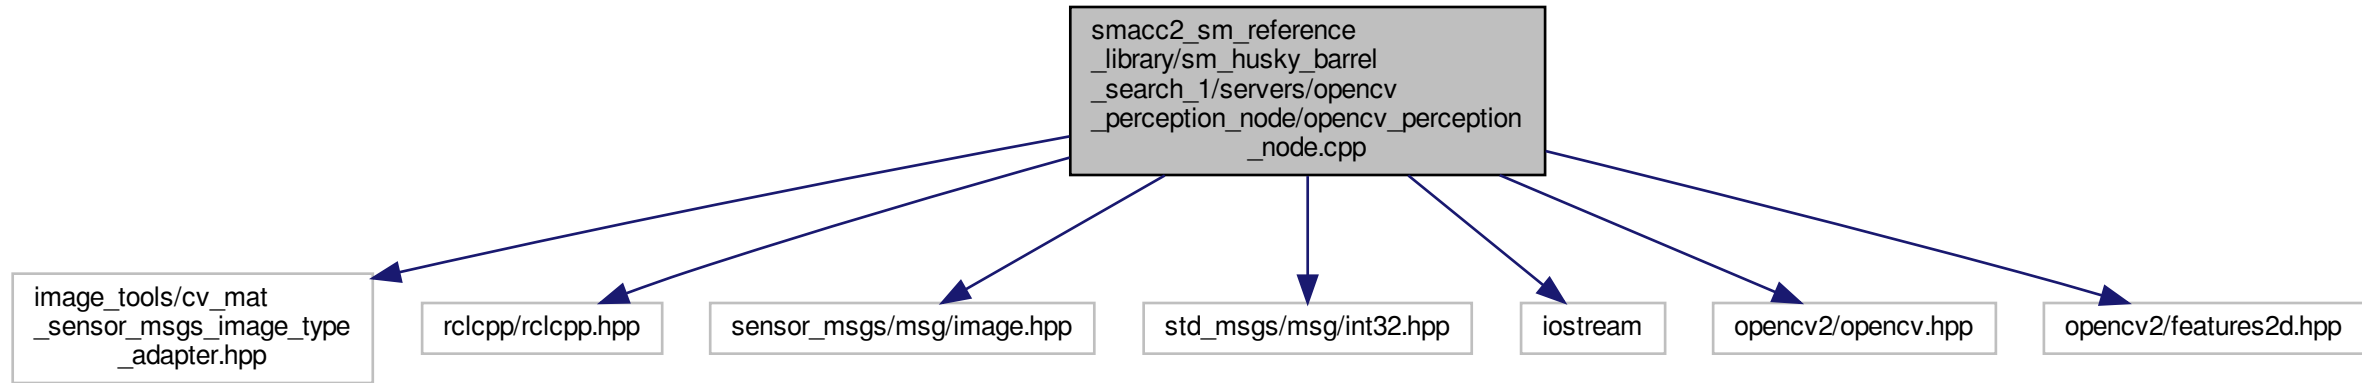 smacc2_sm_reference
_library/sm_husky_barrel
_search_1/servers/opencv
_perception_node/opencv_perception
_node.cpp
image_tools/cv_mat
_sensor_msgs_image_type
_adapter.hpp
rclcpp/rclcpp.hpp
sensor_msgs/msg/image.hpp
std_msgs/msg/int32.hpp
iostream
opencv2/opencv.hpp
opencv2/features2d.hpp